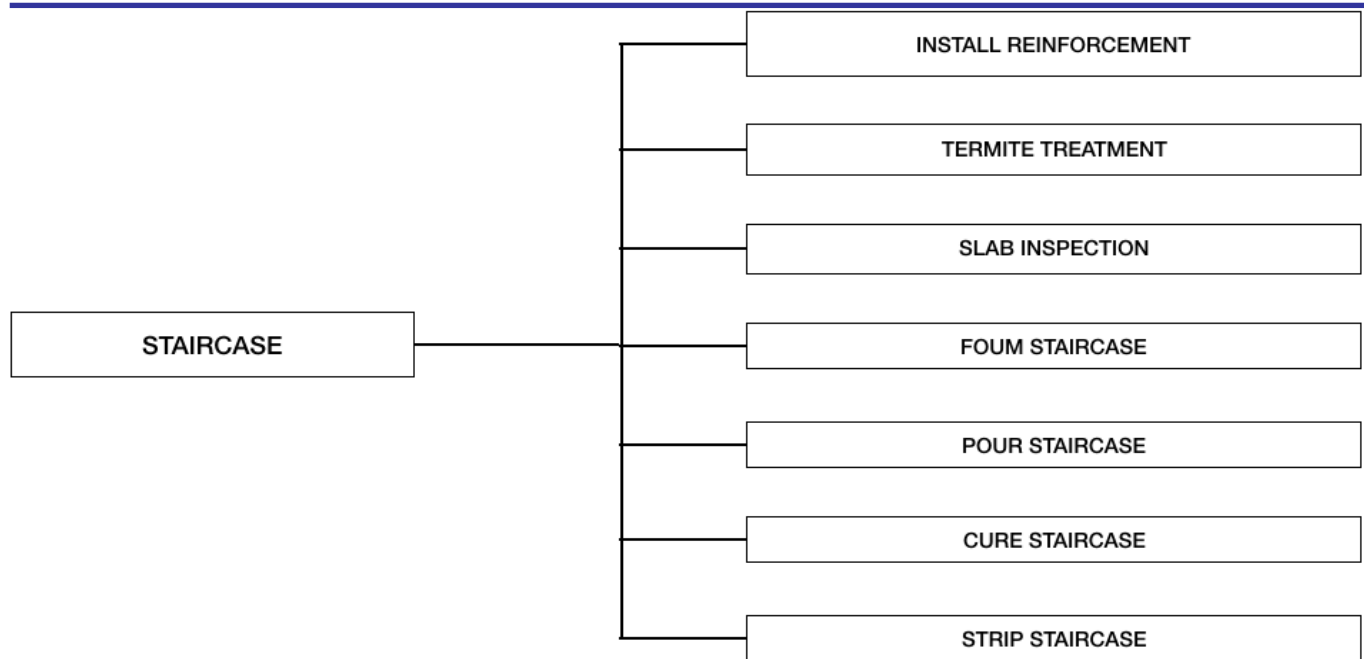 INSTALL REINFORCEMENT
TERMITE TREATMENT
SLAB INSPECTION
STAIRCASE
FOUM STAIRCASE
POUR STAIRCASE
CURE STAIRCASE
STRIP STAIRCASE